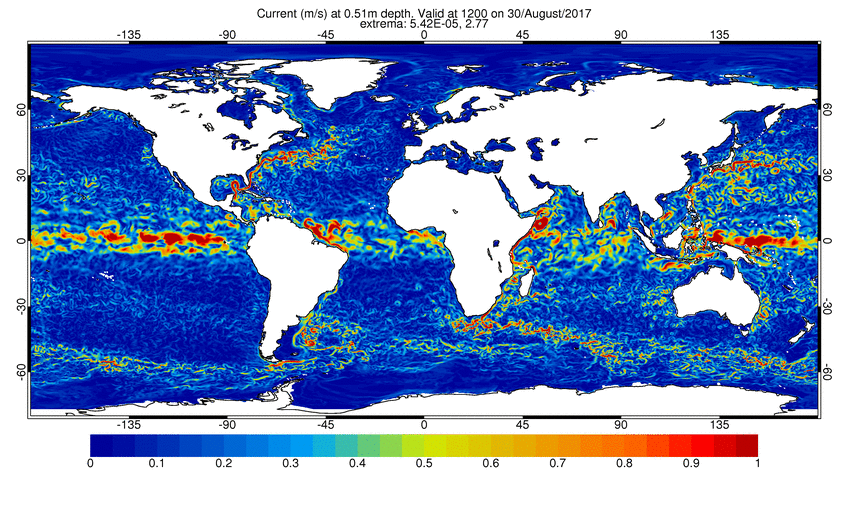 Current (m/s) at 0.51m depth. Valid at 1200 on 30/August/2017
extrema: 5.42E-05, 2.77
-135 -90 -45 0 45 90 135
60 60
30 30
0 0
-30 -30
-60 -60
-135 -90 -45 0 45 90 135
0 0.1 0.2 0.3 0.4 0.5 0.6 0.7 0.8 0.9 1